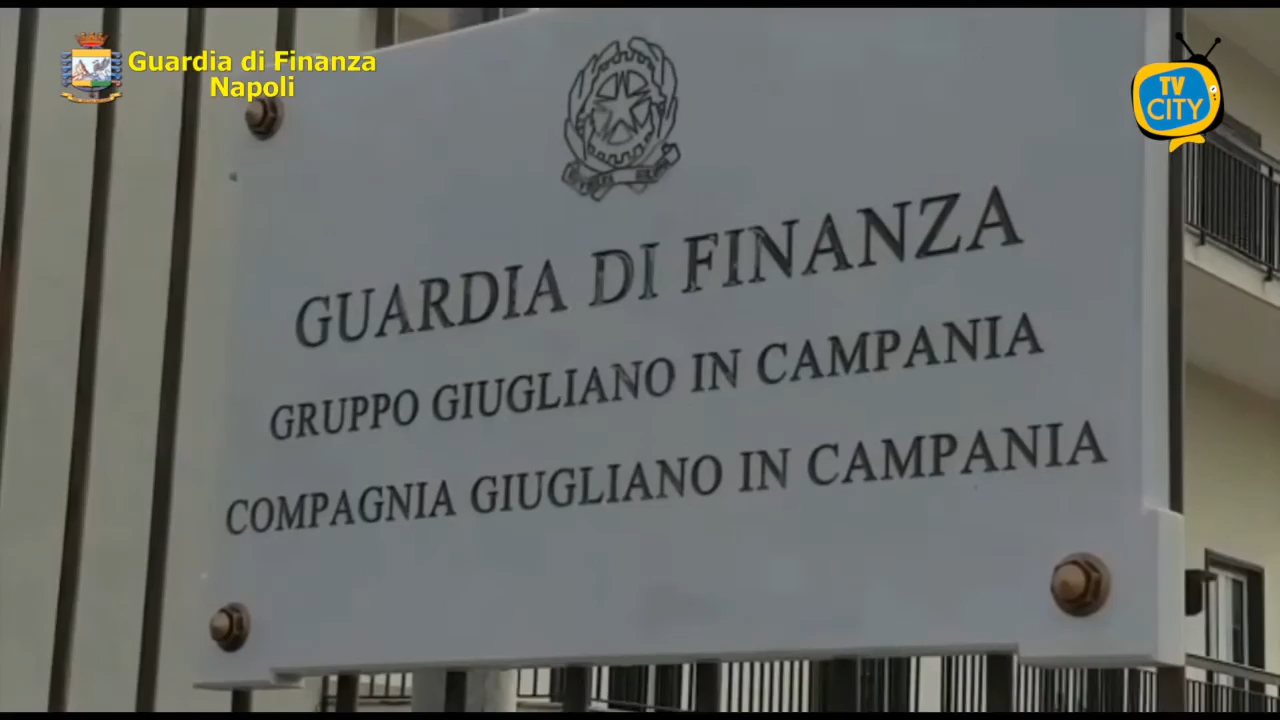 Guardia di Finanza
Napoli
TV
CITY
GUARDIA DI FINANZA
GRUPPO GIUGLIANO IN CAMPANIA
COMPAGNIA GIUGLIANO IN CAMPANIA